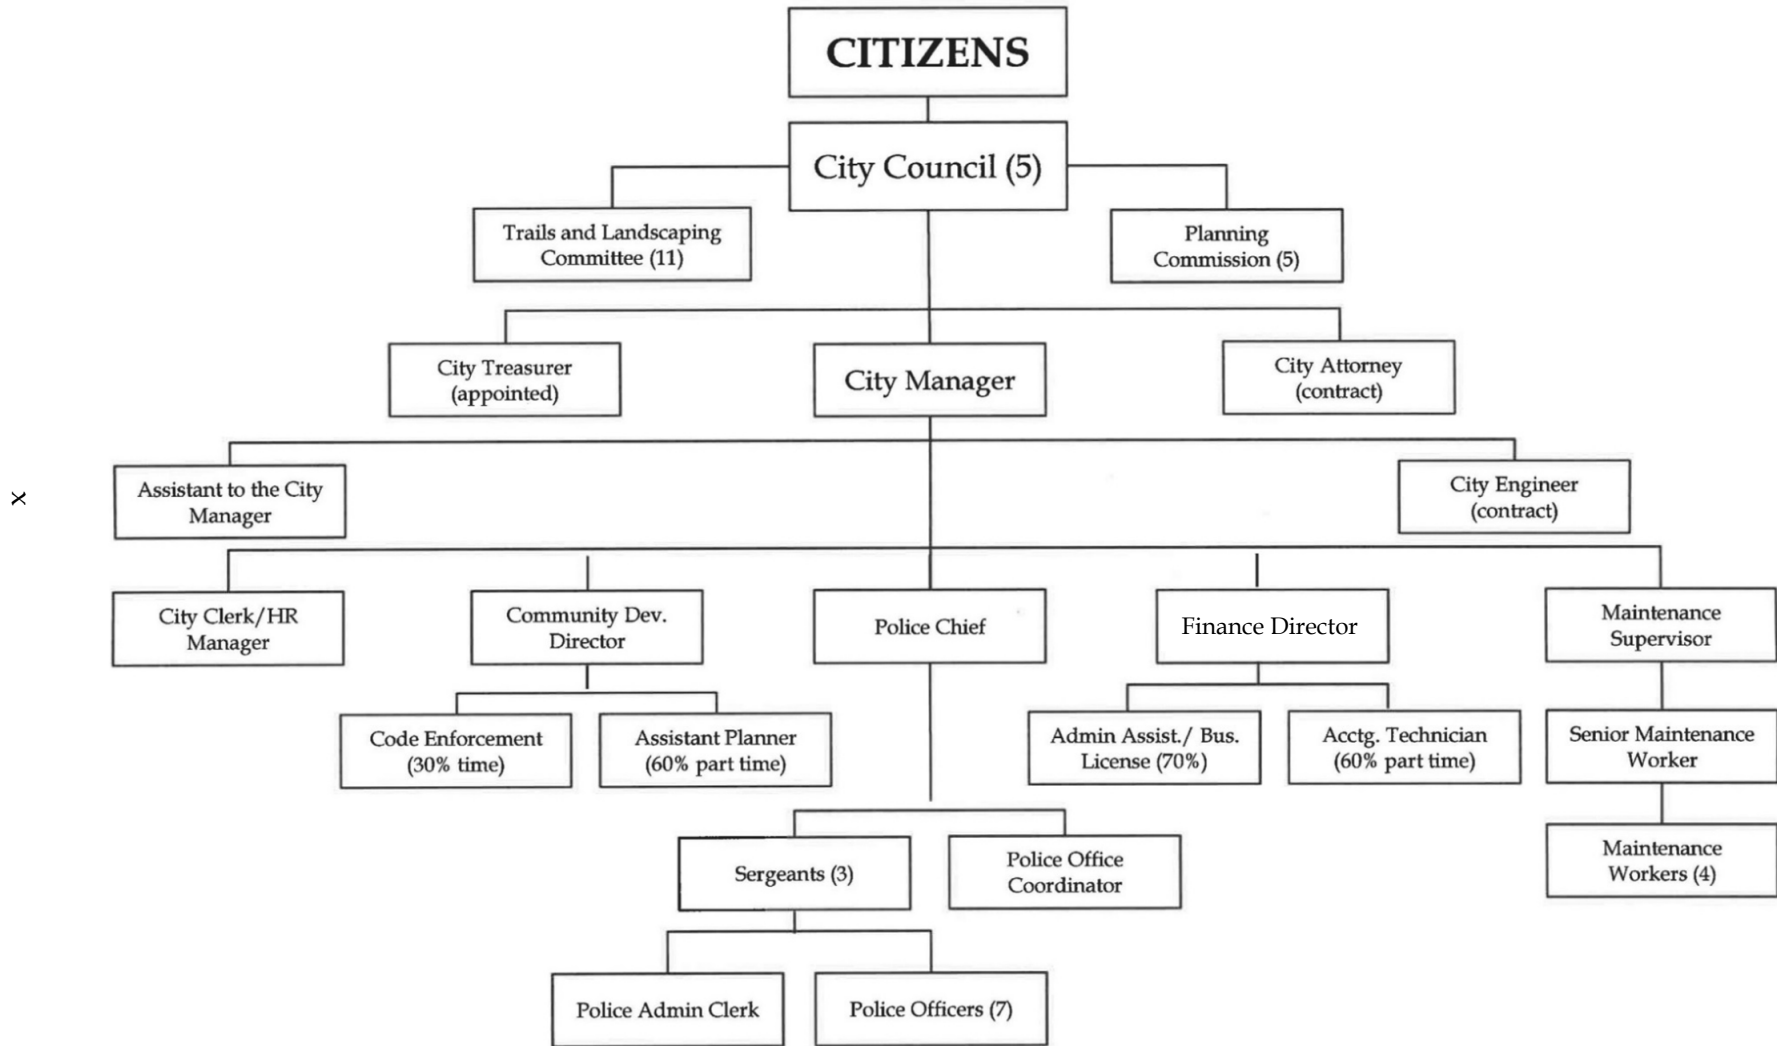 CITIZENS
City Council (5)
Trails and Landscaping
Committee (11)
Planning
Commission (5)
City Treasurer
(appointed)
City Manager
City Attorney
(contract)
Assistant to the City
Manager
City Engineer
(contract)
x
City Clerk/HR
Manager
Community Dev.
Director
Police Chief
Finance Director
Maintenance
Supervisor
Code Enforcement
(30% time)
Assistant Planner
(60% part time)
Admin Assist./ Bus.
License (70%)
Acctg. Technician
(60% part time)
Senior Maintenance
Worker
Sergeants (3)
Police Office
Coordinator
Maintenance
Workers (4)
Police Admin Clerk
Police Officers (7)